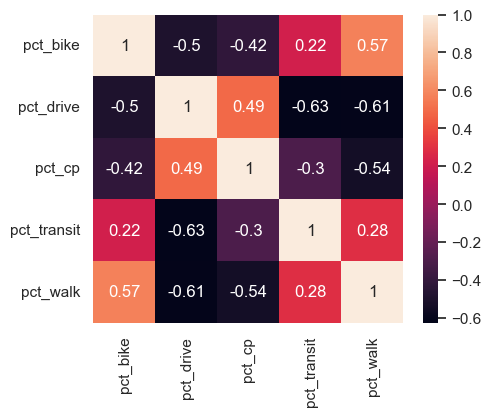 pct_bike 1 -0.5 -0.42 0.22 0.57
pct_drive -0.5 1 0.49 -0.63 -0.61
pct_cp -0.42 0.49 1 -0.3 -0.54
pct_transit 0.22 -0.63 -0.3 1 0.28
pct_walk 0.57 -0.61 -0.54 0.28 1
pct_bike
pct_drive
pct_cp
pct_transit
pct_walk
1.0
0.8
0.6
0.4
0.2
0.0
−0.2
−0.4
−0.6